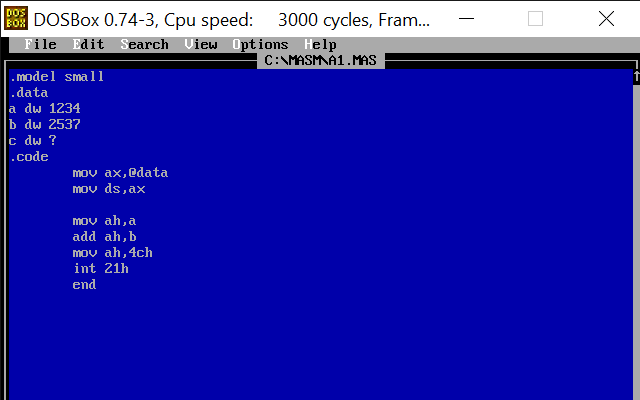 DOS
BOX
DOSBox 0.74-3, Cpu speed: 3000 cycles, Fram...
File Edit Search View Options Help
C:\MASM\A1.MAS
.model small
.data
a dw 1234
b dw 2537
c dw ?
.code
mov ax,@data
mov ds,ax
mov ah,a
add ah,b
mov ah,4ch
int 21h
end